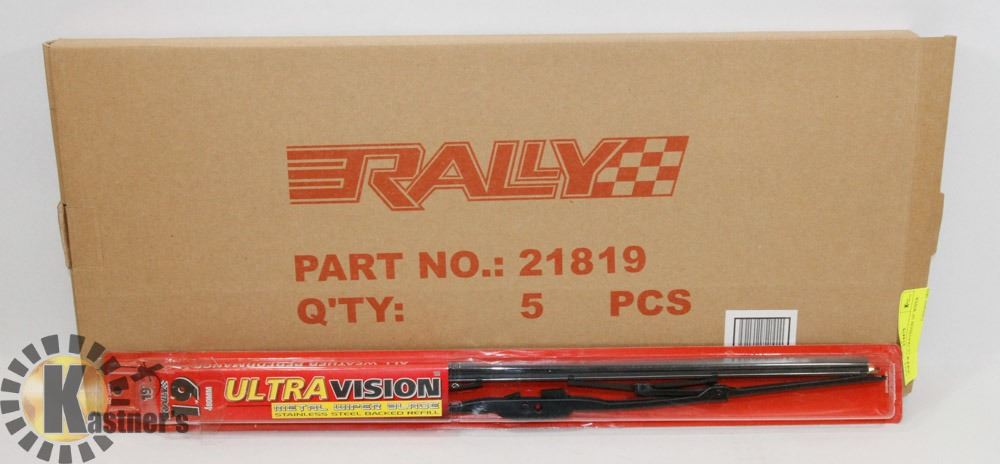 RALLY
PART NO.: 21819
Q'TY: 5 PCS
ALL WEATHER PERFORMANCE
19
ULTRA VISION
METAL WIPER BLADE
STAINLESS STEEL BACKED REFILL
Kastner's